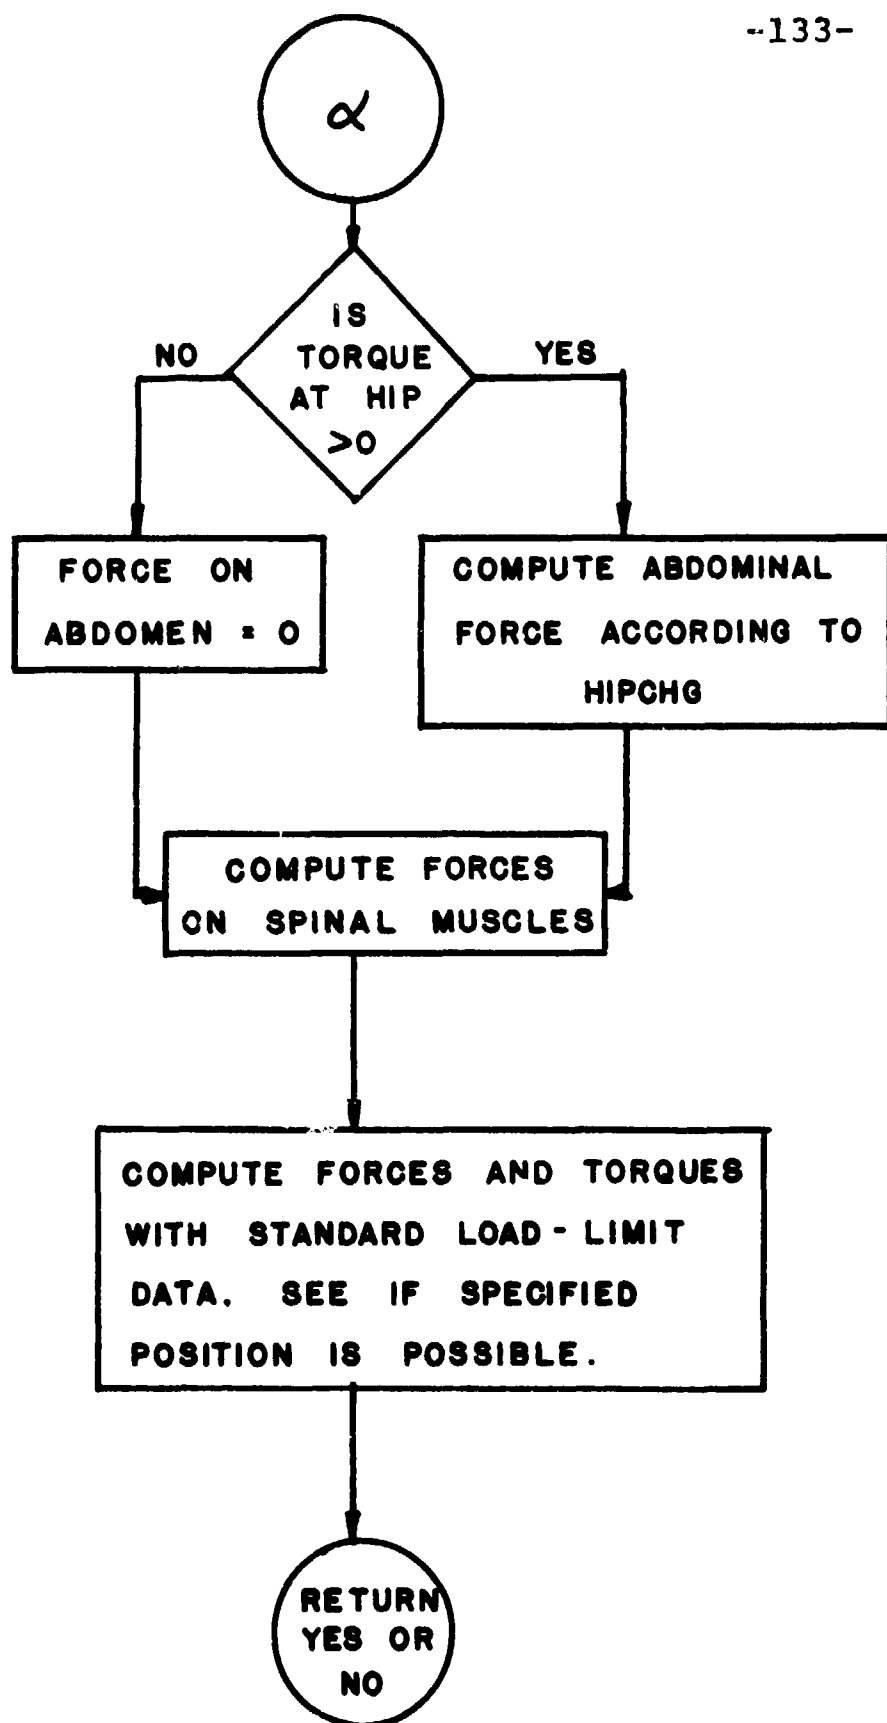 -133-
α
IS
TORQUE
AT HIP
>0
NO
YES
FORCE ON
ABDOMEN = 0
COMPUTE ABDOMINAL
FORCE ACCORDING TO
HIPCHG
COMPUTE FORCES
ON SPINAL MUSCLES
COMPUTE FORCES AND TORQUES
WITH STANDARD LOAD - LIMIT
DATA. SEE IF SPECIFIED
POSITION IS POSSIBLE.
RETURN
YES OR
NO